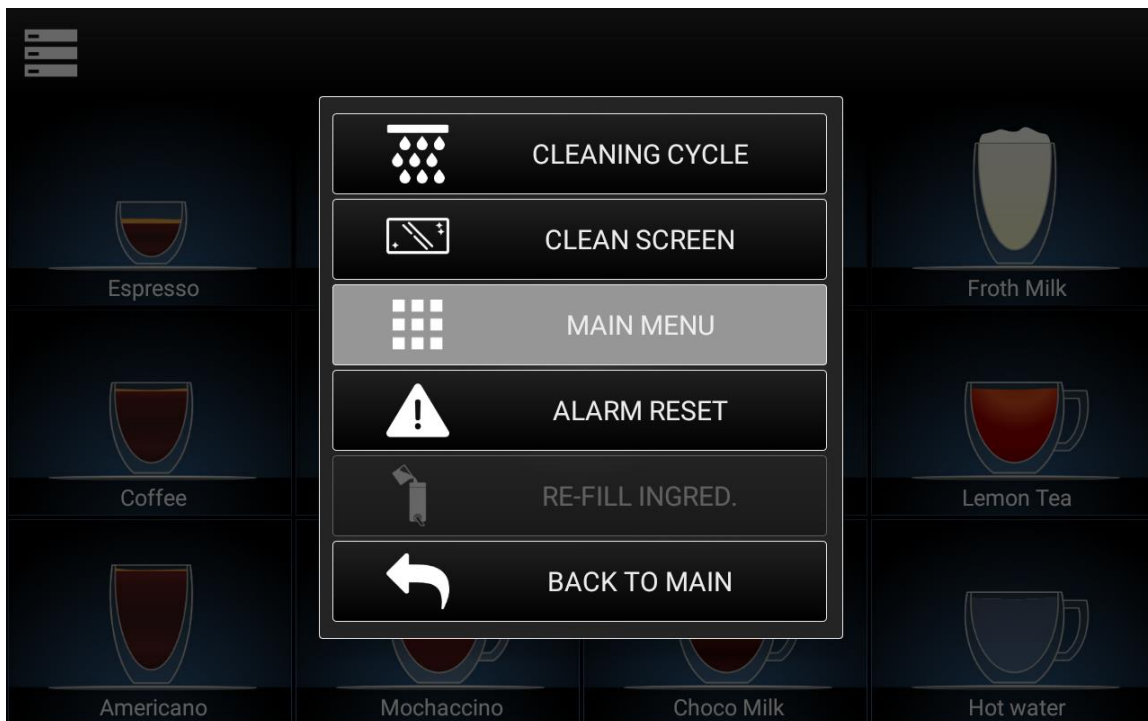 CLEANING CYCLE
CLEAN SCREEN
MAIN MENU
ALARM RESET
RE-FILL INGRED.
BACK TO MAIN
Espresso
Froth Milk
Coffee
Lemon Tea
Americano
Mochaccino
Choco Milk
Hot water